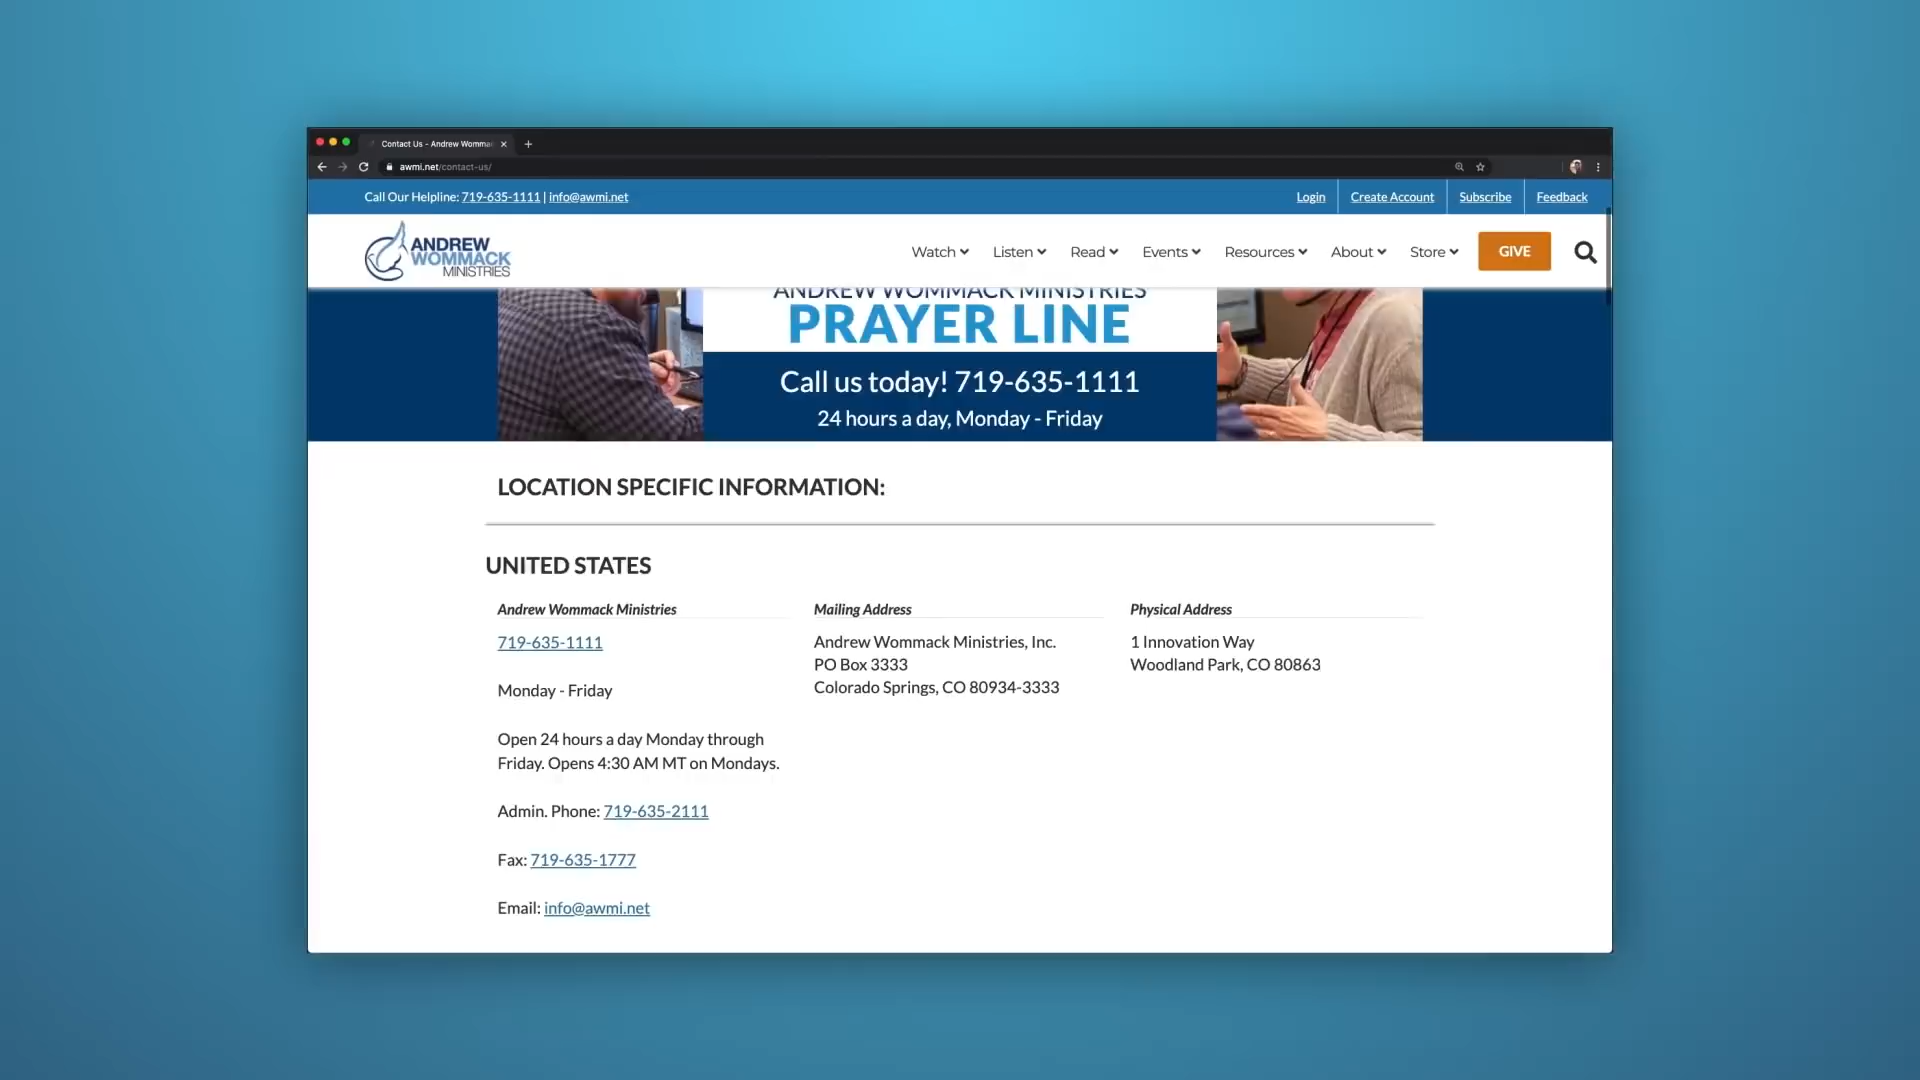 Contact Us - Andrew Womma
awmi.net/contact-us/
Call Our Helpline: 719-635-1111 | info@awmi.net
Login
Create Account
Subscribe
Feedback
ANDREW
WOMMACK
MINISTRIES
Watch
Listen
Read
Events
Resources
About
Store
GIVE
ANDREW WOMMACK MINISTRIES
PRAYER LINE
Call us today! 719-635-1111
24 hours a day, Monday - Friday
LOCATION SPECIFIC INFORMATION:
UNITED STATES
Andrew Wommack Ministries
719-635-1111
Monday - Friday
Open 24 hours a day Monday through
Friday. Opens 4:30 AM MT on Mondays.
Admin. Phone: 719-635-2111
Fax: 719-635-1777
Email: info@awmi.net
Mailing Address
Andrew Wommack Ministries, Inc.
PO Box 3333
Colorado Springs, CO 80934-3333
Physical Address
1 Innovation Way
Woodland Park, CO 80863